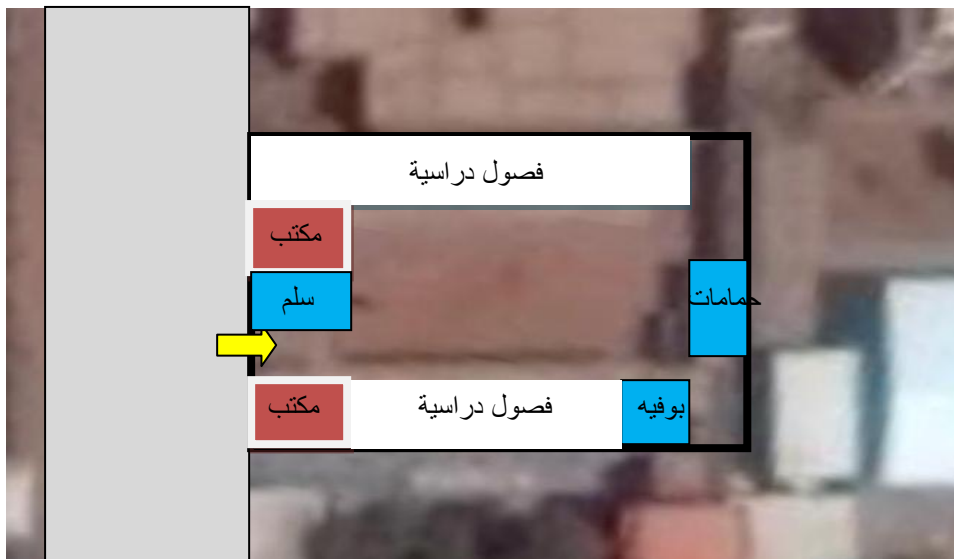 فصول دراسية
مكتب
سلم
حمامات
مكتب
فصول دراسية
بوفيه